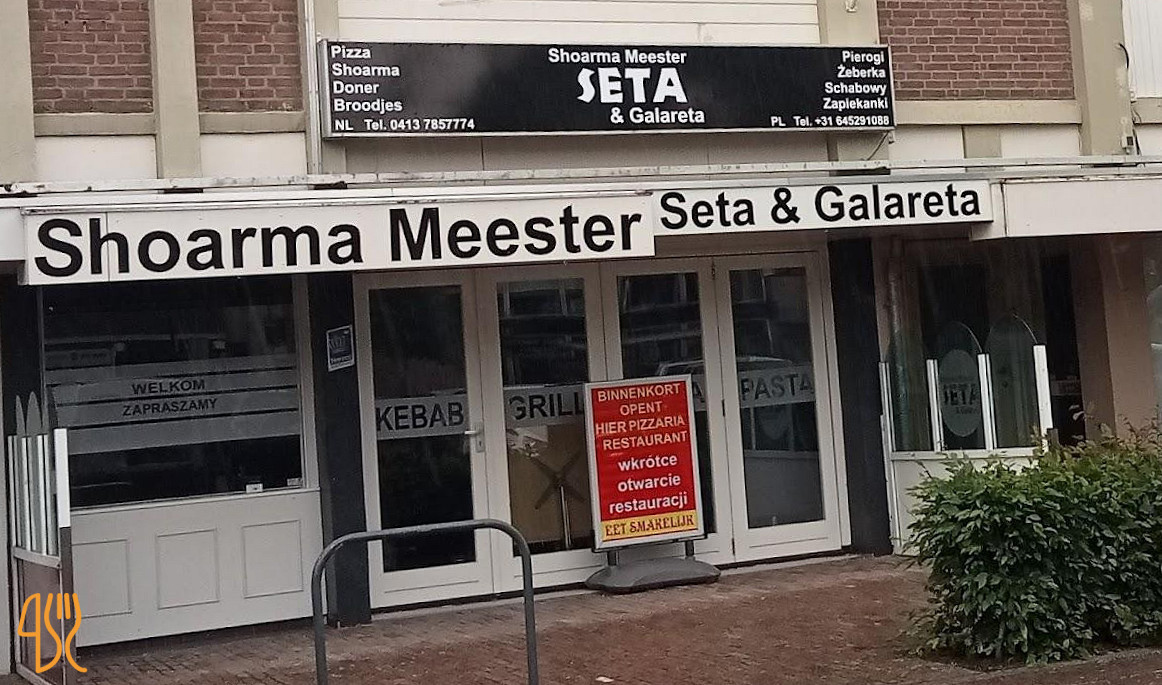 Pizza
Shoarma
Doner
Broodjes
NL Tel. 0413 7857774
Shoarma Meester
SETA
& Galareta
Pierogi
Żeberka
Schabowy
Zapiekanki
PL Tel. +31 645291088
Shoarma Meester
Seta & Galareta
WELKOM
ZAPRASZAMY
KEBAB
GRILL
PASTA
BINNENKORT
OPENT
HIER PIZZARIA
RESTAURANT
wkrótce
otwarcie
restauracji
EET SMAKELIJK
SETA